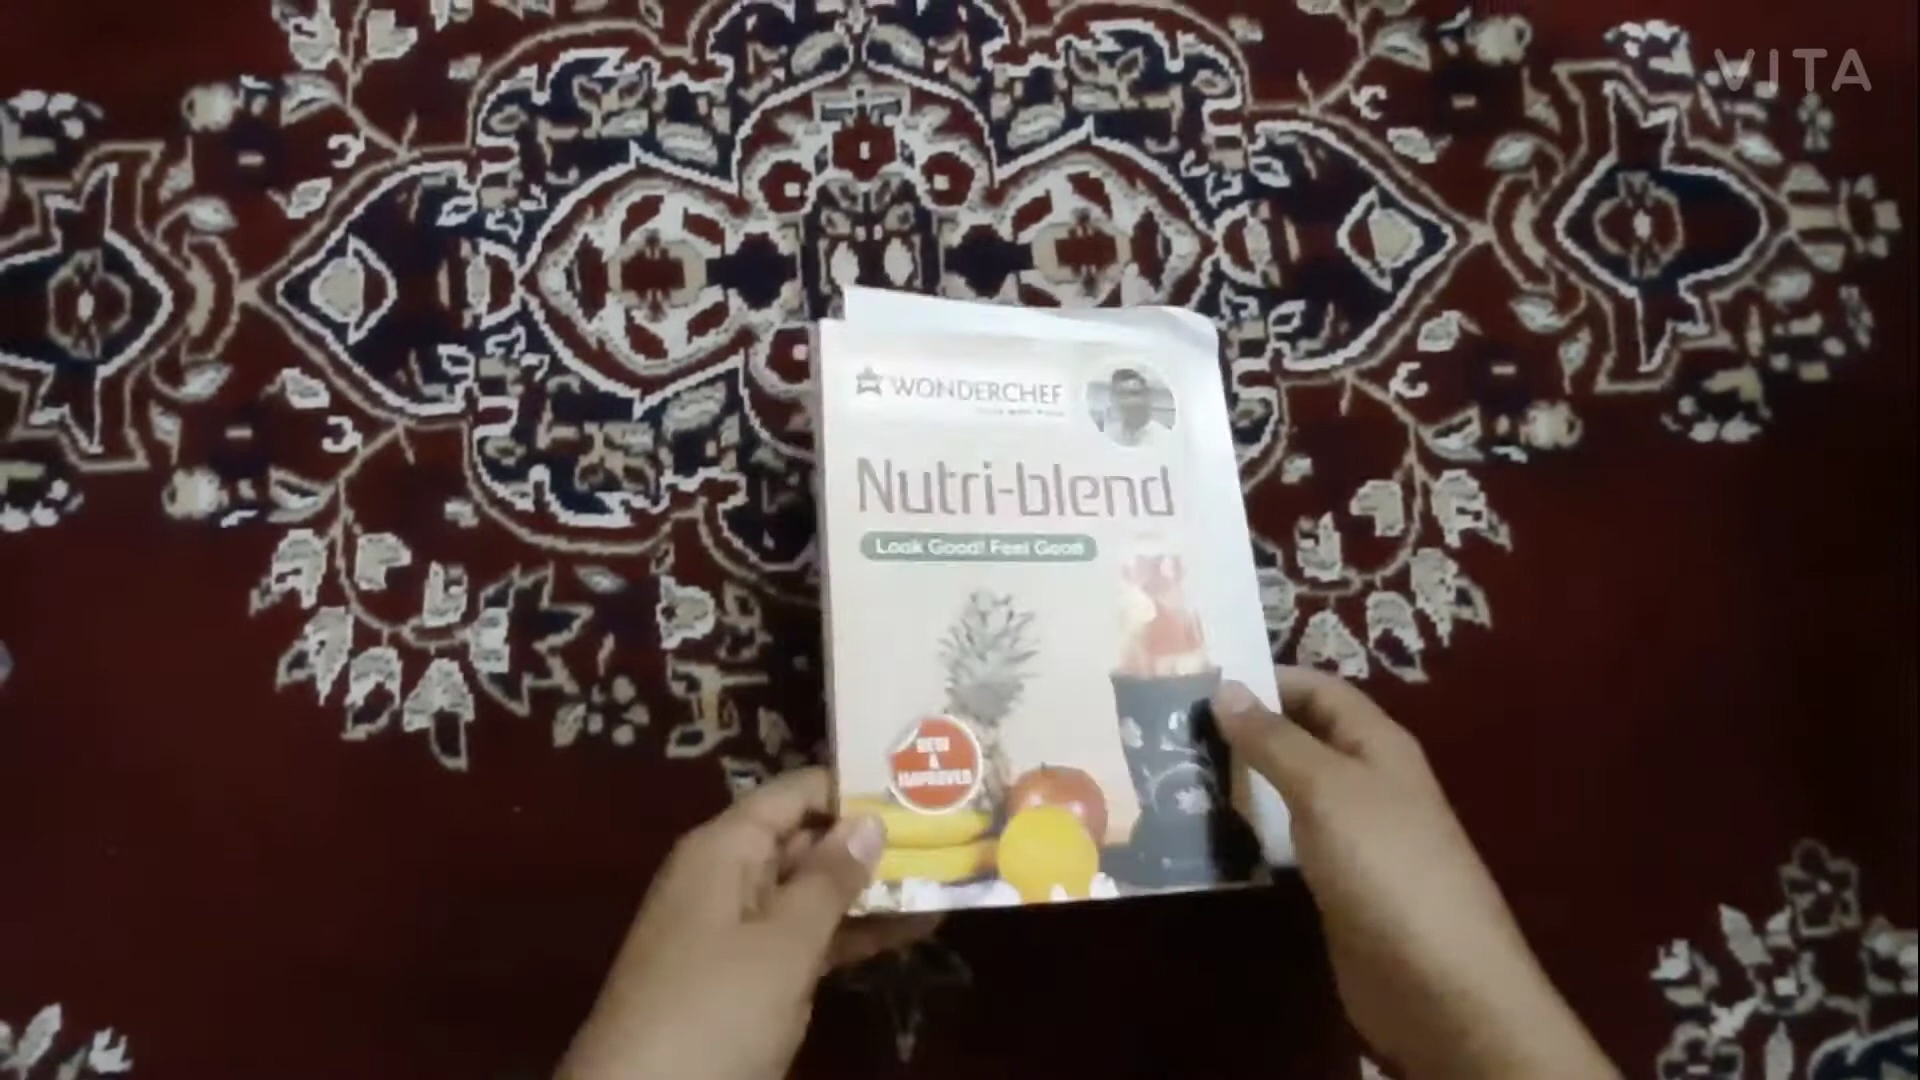 VITA
WONDERCHEF
Nutri-blend
Look Good! Feel Good
NEW
&
IMPROVED